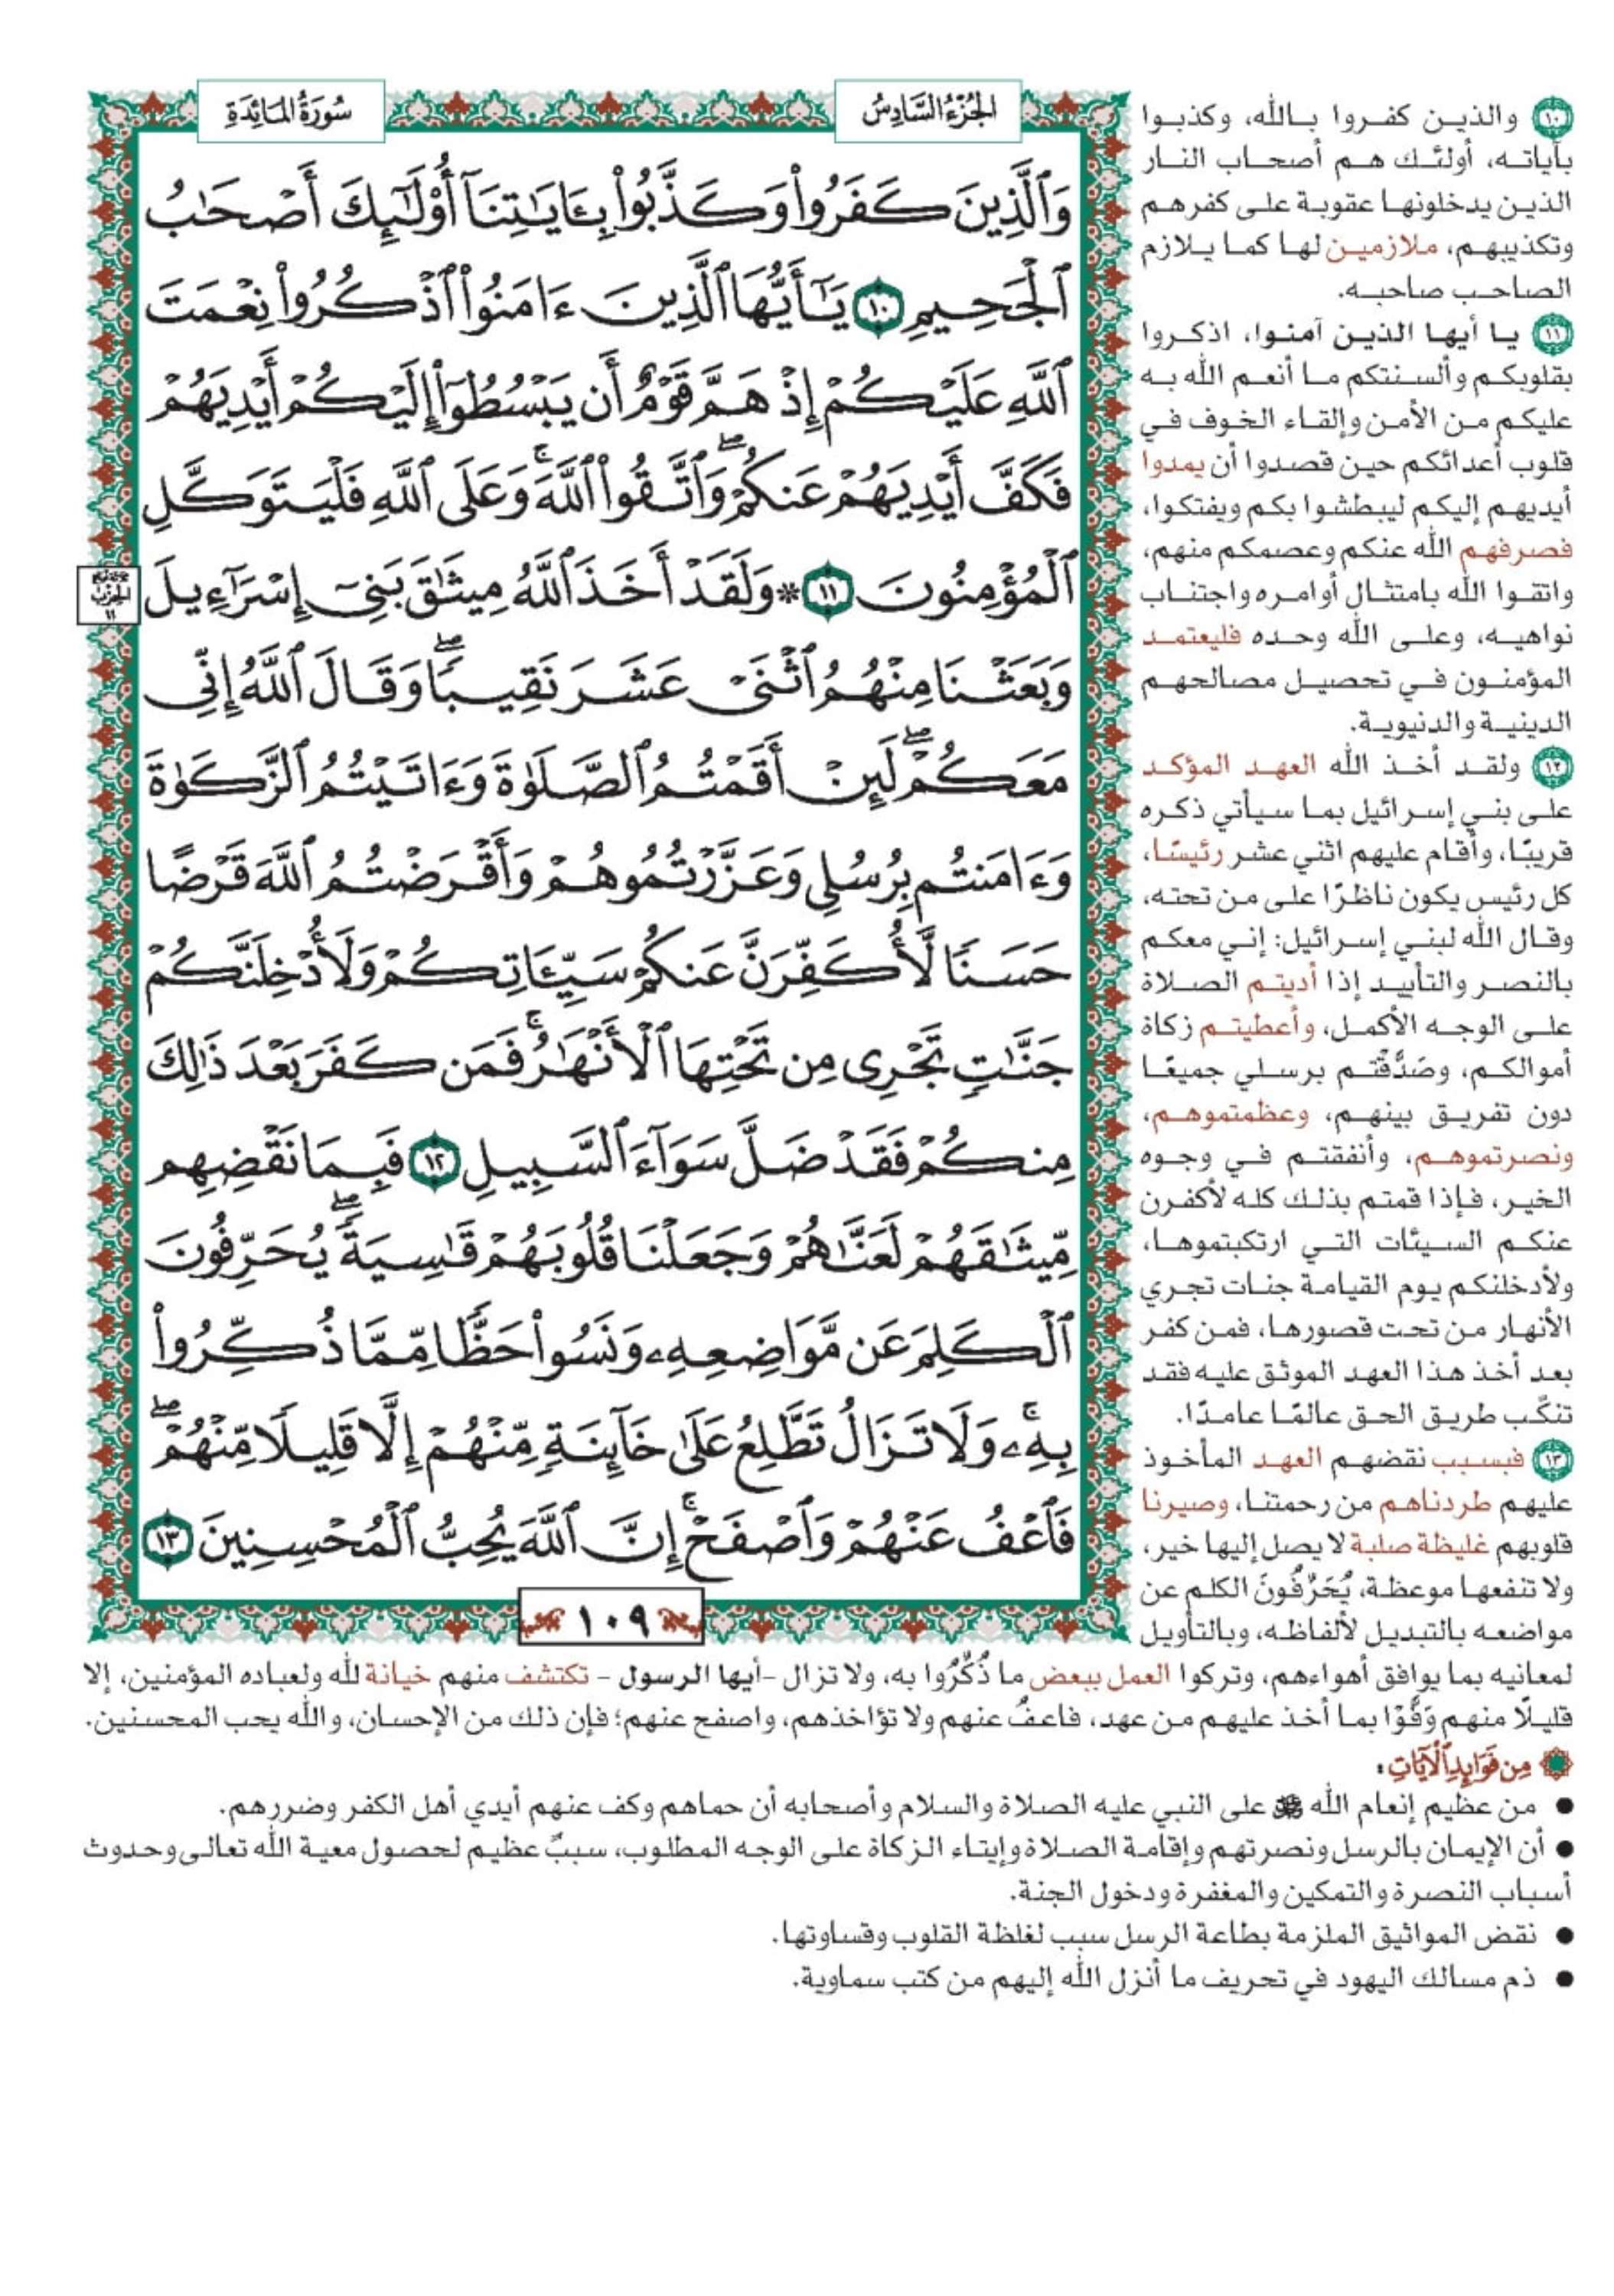 الجُزْءُ السَّادِسُ
سُورَةُ المَائِدَةِ
وَٱلَّذِينَ كَفَرُواْ وَكَذَّبُواْ بِـَٔايَٰتِنَآ أُوْلَٰٓئِكَ أَصۡحَٰبُ
ٱلۡجَحِيمِ ١٠ يَٰٓأَيُّهَا ٱلَّذِينَ ءَامَنُواْ ٱذۡكُرُواْ نِعۡمَتَ
ٱللَّهِ عَلَيۡكُمۡ إِذۡ هَمَّ قَوۡمٌ أَن يَبۡسُطُوٓاْ إِلَيۡكُمۡ أَيۡدِيَهُمۡ
فَكَفَّ أَيۡدِيَهُمۡ عَنكُمۡۖ وَٱتَّقُواْ ٱللَّهَۚ وَعَلَى ٱللَّهِ فَلۡيَتَوَكَّلِ
ٱلۡمُؤۡمِنُونَ ١١ * وَلَقَدۡ أَخَذَ ٱللَّهُ مِيثَٰقَ بَنِيٓ إِسۡرَٰٓءِيلَ
وَبَعَثۡنَا مِنۡهُمُ ٱثۡنَيۡ عَشَرَ نَقِيبٗاۖ وَقَالَ ٱللَّهُ إِنِّي
مَعَكُمۡۖ لَئِنۡ أَقَمۡتُمُ ٱلصَّلَوٰةَ وَءَاتَيۡتُمُ ٱلزَّكَوٰةَ
وَءَامَنتُم بِرُسُلِي وَعَزَّرۡتُمُوهُمۡ وَأَقۡرَضۡتُمُ ٱللَّهَ قَرۡضًا
حَسَنٗا لَّأُكَفِّرَنَّ عَنكُمۡ سَيِّـَٔاتِكُمۡ وَلَأُدۡخِلَنَّكُمۡ
جَنَّٰتٖ تَجۡرِي مِن تَحۡتِهَا ٱلۡأَنۡهَٰرُۚ فَمَن كَفَرَ بَعۡدَ ذَٰلِكَ
مِنكُمۡ فَقَدۡ ضَلَّ سَوَآءَ ٱلسَّبِيلِ ١٢ فَبِمَا نَقۡضِهِم
مِّيثَٰقَهُمۡ لَعَنَّٰهُمۡ وَجَعَلۡنَا قُلُوبَهُمۡ قَٰسِيَةٗۖ يُحَرِّفُونَ
ٱلۡكَلِمَ عَن مَّوَاضِعِهِۦ وَنَسُواْ حَظّٗا مِّمَّا ذُكِّرُواْ
بِهِۦۚ وَلَا تَزَالُ تَطَّلِعُ عَلَىٰ خَآئِنَةٖ مِّنۡهُمۡ إِلَّا قَلِيلٗا مِّنۡهُمۡۖ
فَٱعۡفُ عَنۡهُمۡ وَٱصۡفَحۡۚ إِنَّ ٱللَّهَ يُحِبُّ ٱلۡمُحۡسِنِينَ ١٣
١٠٩
١٠ والذين كفروا بالله، وكذبوا
بآياته، أولئك هم أصحاب النار
الذين يدخلونها عقوبة على كفرهم
وتكذيبهم، ملازمين لها كما يلازم
الصاحب صاحبه.
١١ يا أيها الذين آمنوا، اذكروا
بقلوبكم وألسنتكم ما أنعم الله به
عليكم من الأمن وإلقاء الخوف في
قلوب أعدائكم حين قصدوا أن يمدوا
أيديهم إليكم ليبطشوا بكم ويفتكوا،
فصرفهم الله عنكم وعصمكم منهم،
واتقوا الله بامتثال أوامره واجتناب
نواهيه، وعلى الله وحده فليعتمد
المؤمنون في تحصيل مصالحهم
الدينية والدنيوية.
١٢ ولقد أخذ الله العهد المؤكد
على بني إسرائيل بما سيأتي ذكره
قريبًا، وأقام عليهم اثني عشر رئيسًا،
كل رئيس يكون ناظرًا على من تحته،
وقال الله لبني إسرائيل: إني معكم
بالنصر والتأييد إذا أديتم الصلاة
على الوجه الأكمل، وأعطيتم زكاة
أموالكم، وصَدَّقْتم برسلي جميعًا
دون تفريق بينهم، وعظمتموهم،
ونصرتموهم، وأنفقتم في وجوه
الخير، فإذا قمتم بذلك كله لأكفرن
عنكم السيئات التي ارتكبتموها،
ولأدخلنكم يوم القيامة جنات تجري
الأنهار من تحت قصورها، فمن كفر
بعد أخذ هذا العهد الموثق عليه فقد
تنكَّب طريق الحق عالمًا عامدًا.
١٣ فبسبب نقضهم العهد المأخوذ
عليهم طردناهم من رحمتنا، وصيرنا
قلوبهم غليظة صلبة لا يصل إليها خير،
ولا تنفعها موعظة، يُحَرِّفُونَ الكلم عن
مواضعه بالتبديل لألفاظه، وبالتأويل
لمعانيه بما يوافق أهواءهم، وتركوا العمل ببعض ما ذُكِّرُوا به، ولا تزال -أيها الرسول - تكتشف منهم خيانة لله ولعباده المؤمنين، إلا
قليلًا منهم وَفَّوْا بما أخذ عليهم من عهد، فاعفُ عنهم ولا تؤاخذهم، واصفح عنهم؛ فإن ذلك من الإحسان، والله يحب المحسنين.
مِن فَوَائِدِ الآيَاتِ:
● من عظيم إنعام الله ﷻ على النبي عليه الصلاة والسلام وأصحابه أن حماهم وكف عنهم أيدي أهل الكفر وضررهم.
● أن الإيمان بالرسل ونصرتهم وإقامة الصلاة وإيتاء الزكاة على الوجه المطلوب، سببٌ عظيم لحصول معية الله تعالى وحدوث
أسباب النصرة والتمكين والمغفرة ودخول الجنة.
● نقض المواثيق الملزمة بطاعة الرسل سبب لغلظة القلوب وقساوتها.
● ذم مسالك اليهود في تحريف ما أنزل الله إليهم من كتب سماوية.